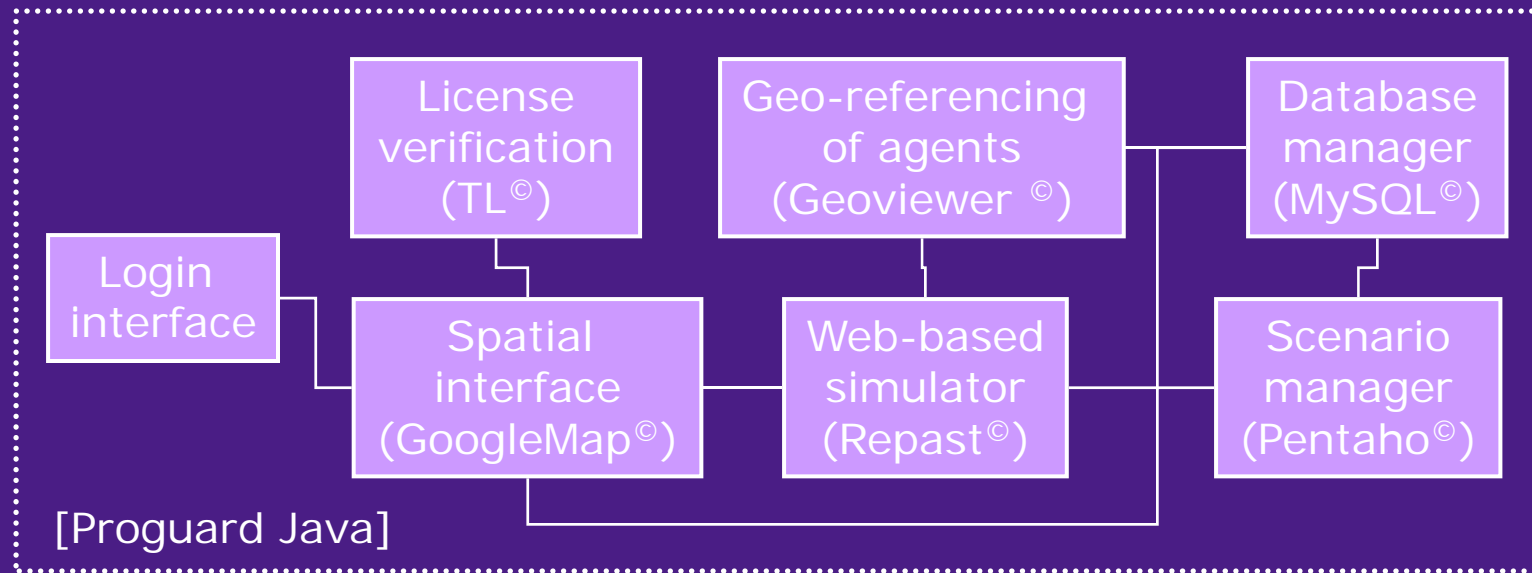 License
verification
(TL©)
Geo-referencing
of agents
(Geoviewer ©)
Database
manager
(MySQL©)
Login
interface
Spatial
interface
(GoogleMap©)
Web-based
simulator
(Repast©)
Scenario
manager
(Pentaho©)
[Proguard Java]